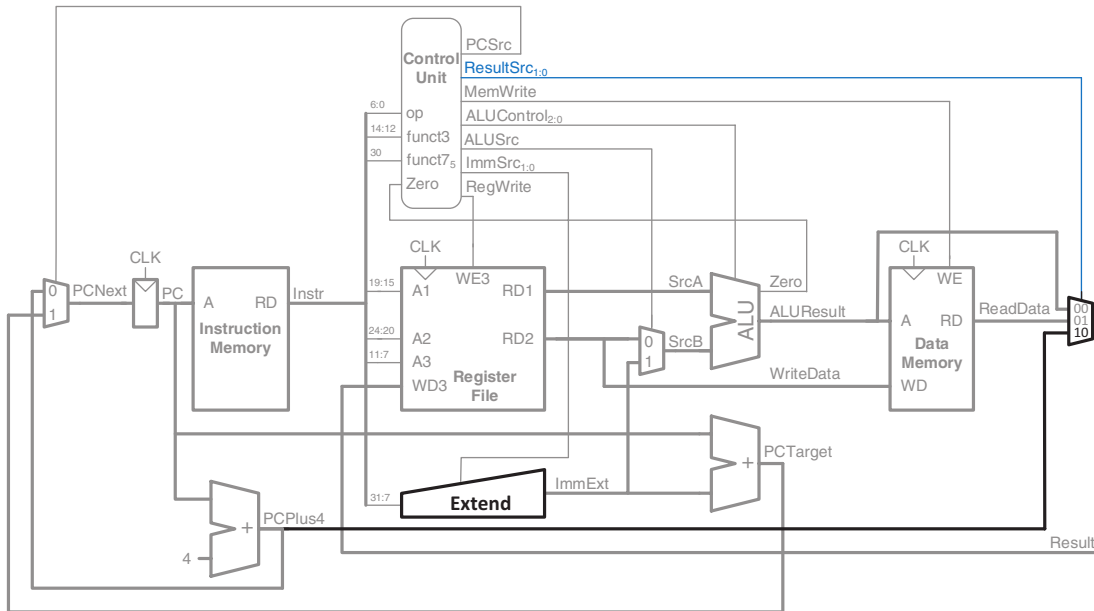 PCSrc
Control
Unit
ResultSrc1:0
MemWrite
6:0
op
ALUControl2:0
14:12
funct3
ALUSrc
30
funct75
ImmSrc1:0
Zero
RegWrite
CLK
CLK
CLK
0
1
PCNext
PC
A
RD
Instruction
Memory
Instr
19:15
A1
WE3
RD1
24:20
A2
RD2
11:7
A3
WD3
Register
File
SrcA
0
1
SrcB
ALU
Zero
ALUResult
WriteData
WE
A
RD
Data
Memory
WD
ReadData
00
01
10
+
PCTarget
31:7
Extend
ImmExt
+
PCPlus4
4
Result